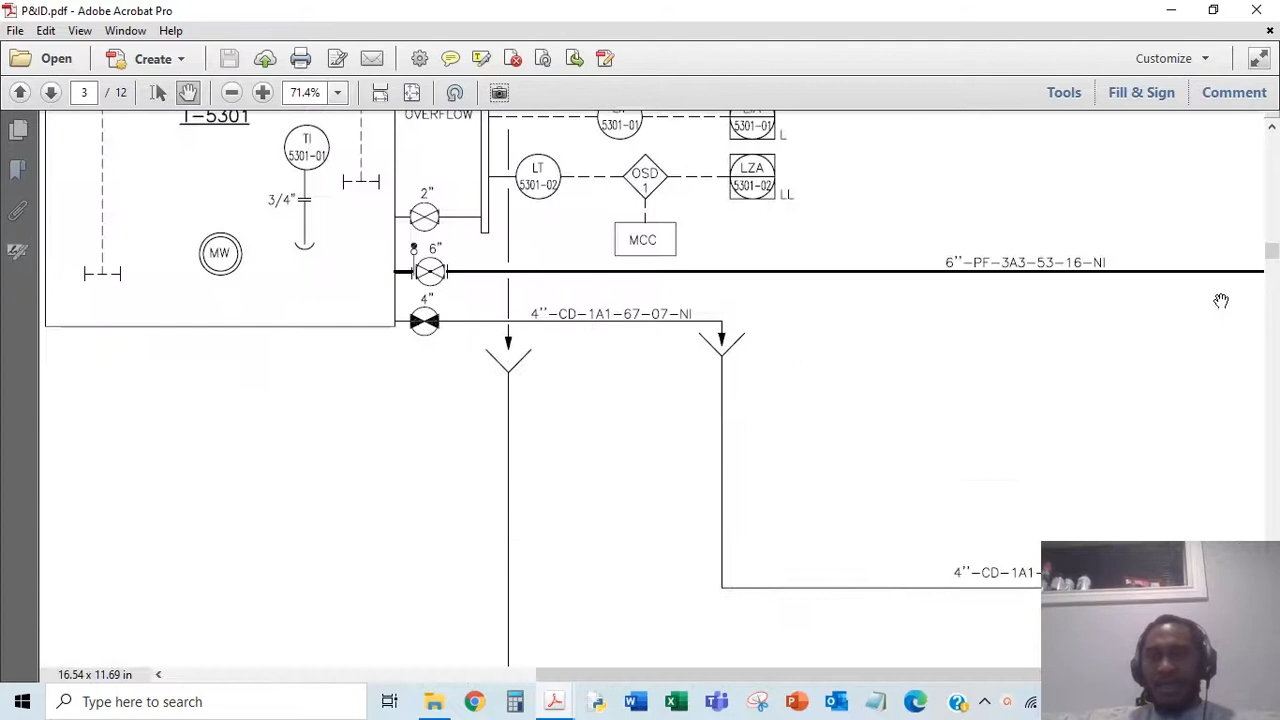 P&ID.pdf - Adobe Acrobat Pro
File Edit View Window Help
Open Create Customize
3 / 12 71.4% Tools Fill & Sign Comment
T-5301
OVERFLOW
TI
5301-01
3/4"
MW
2"
6"
4"
5301-01
5301-01
L
LT
5301-02
OSD
1
LZA
5301-02
LL
MCC
6''-PF-3A3-53-16-NI
4''-CD-1A1-67-07-NI
4''-CD-1A1-
16.54 x 11.69 in
Type here to search